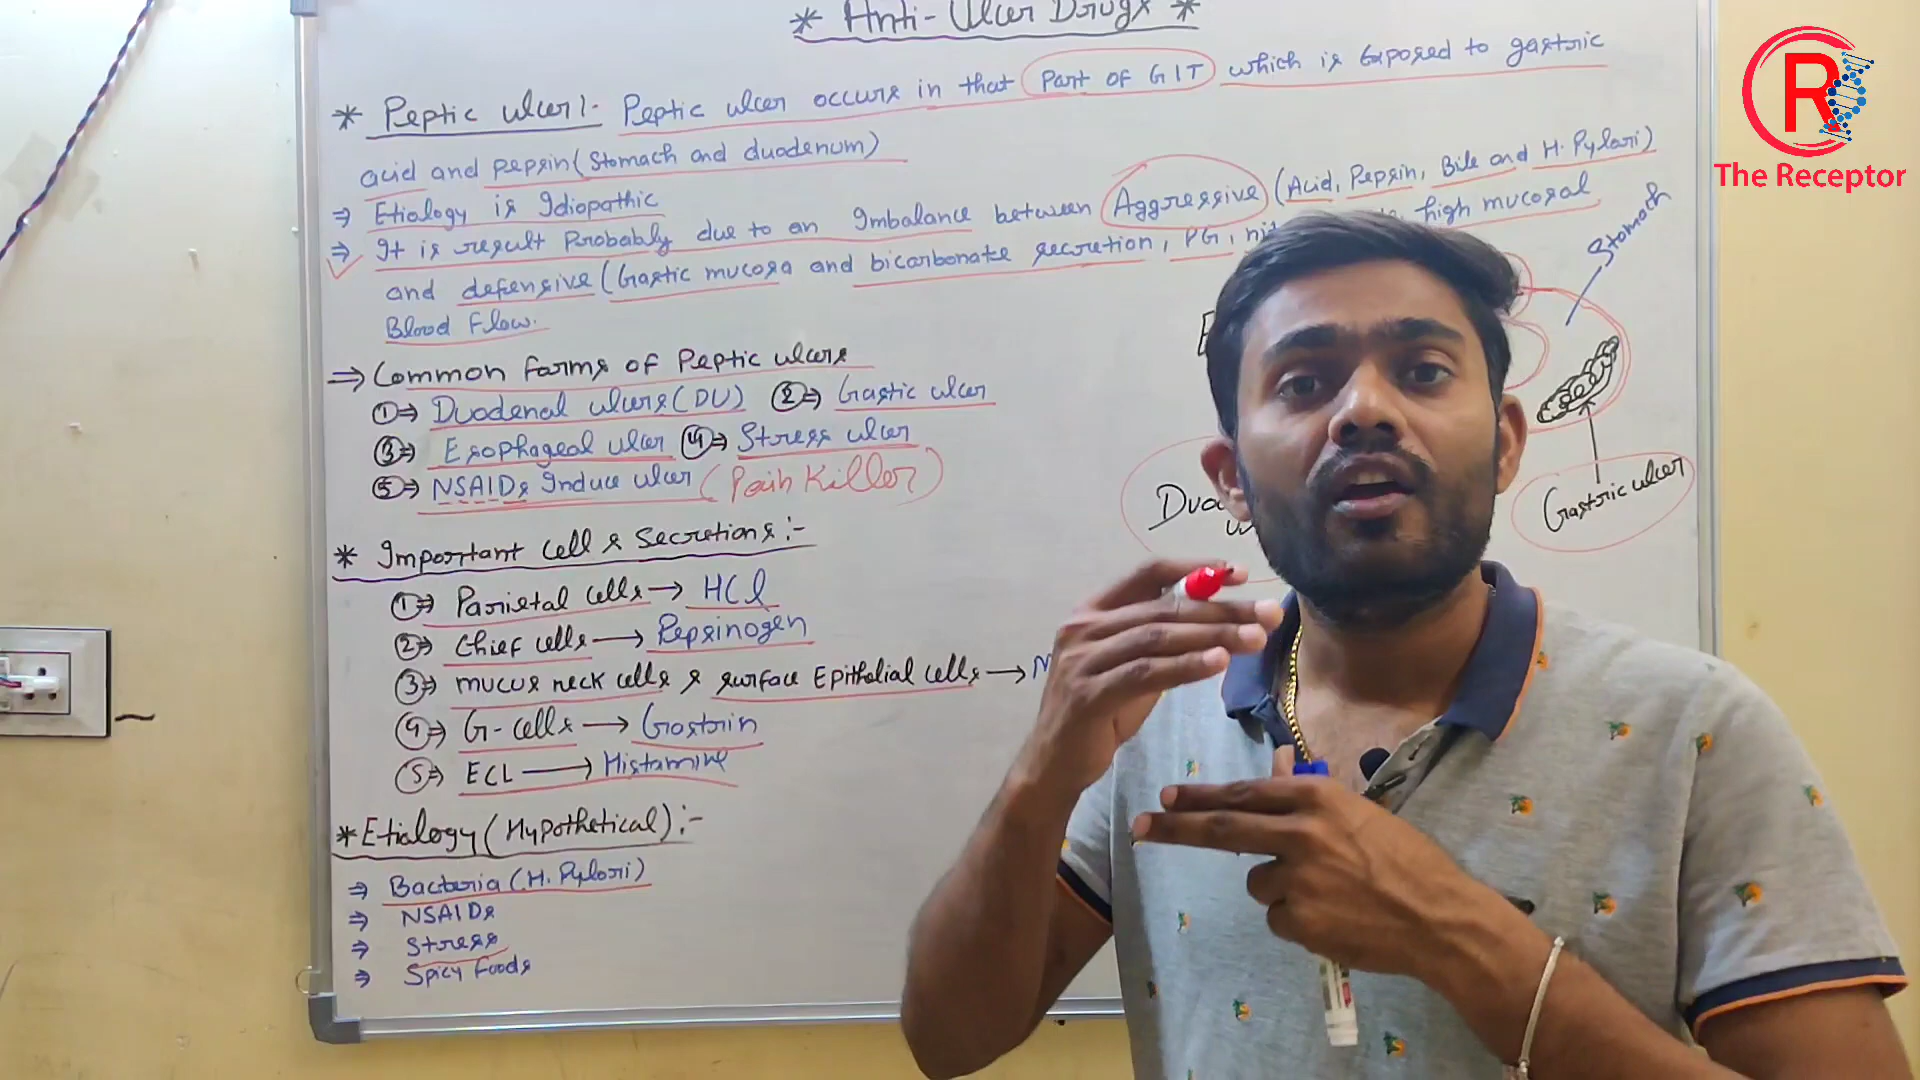 * Anti-Ulcer Drugs *
* Peptic ulcer:- Peptic ulcer occurs in that Part of GIT which is Exposed to gastric
acid and pepsin (Stomach and duodenum)
⇒ Etiology is Idiopathic
⇒ It is result Probably due to an Imbalance between Aggressive (Acid, Pepsin, Bile and H. Pylori)
and defensive (Gastic mucosa and bicarbonate secretion, PG, high mucosal
Blood Flow.
⇒ Common forms of Peptic ulcers
① ⇒ Duodenal ulcers (DU) ② ⇒ Gastic ulcer
③ ⇒ Esophageal ulcer ④ ⇒ Stress ulcer
⑤ ⇒ NSAIDs Induce ulcer (Pain Killer)
* Important Cell & Secretions:-
① ⇒ Parietal cells → HCl
② ⇒ Chief cells → Pepsinogen
③ ⇒ mucus neck cells & surface Epithelial cells → M
④ ⇒ G-cells → Gastrin
⑤ ⇒ ECL → Histamine
* Etiology (Hypothetical):-
⇒ Bacteria (H. Pylori)
⇒ NSAIDs
⇒ Stress
⇒ Spicy Foods
Stomach
Gastric ulcer
R
The Receptor